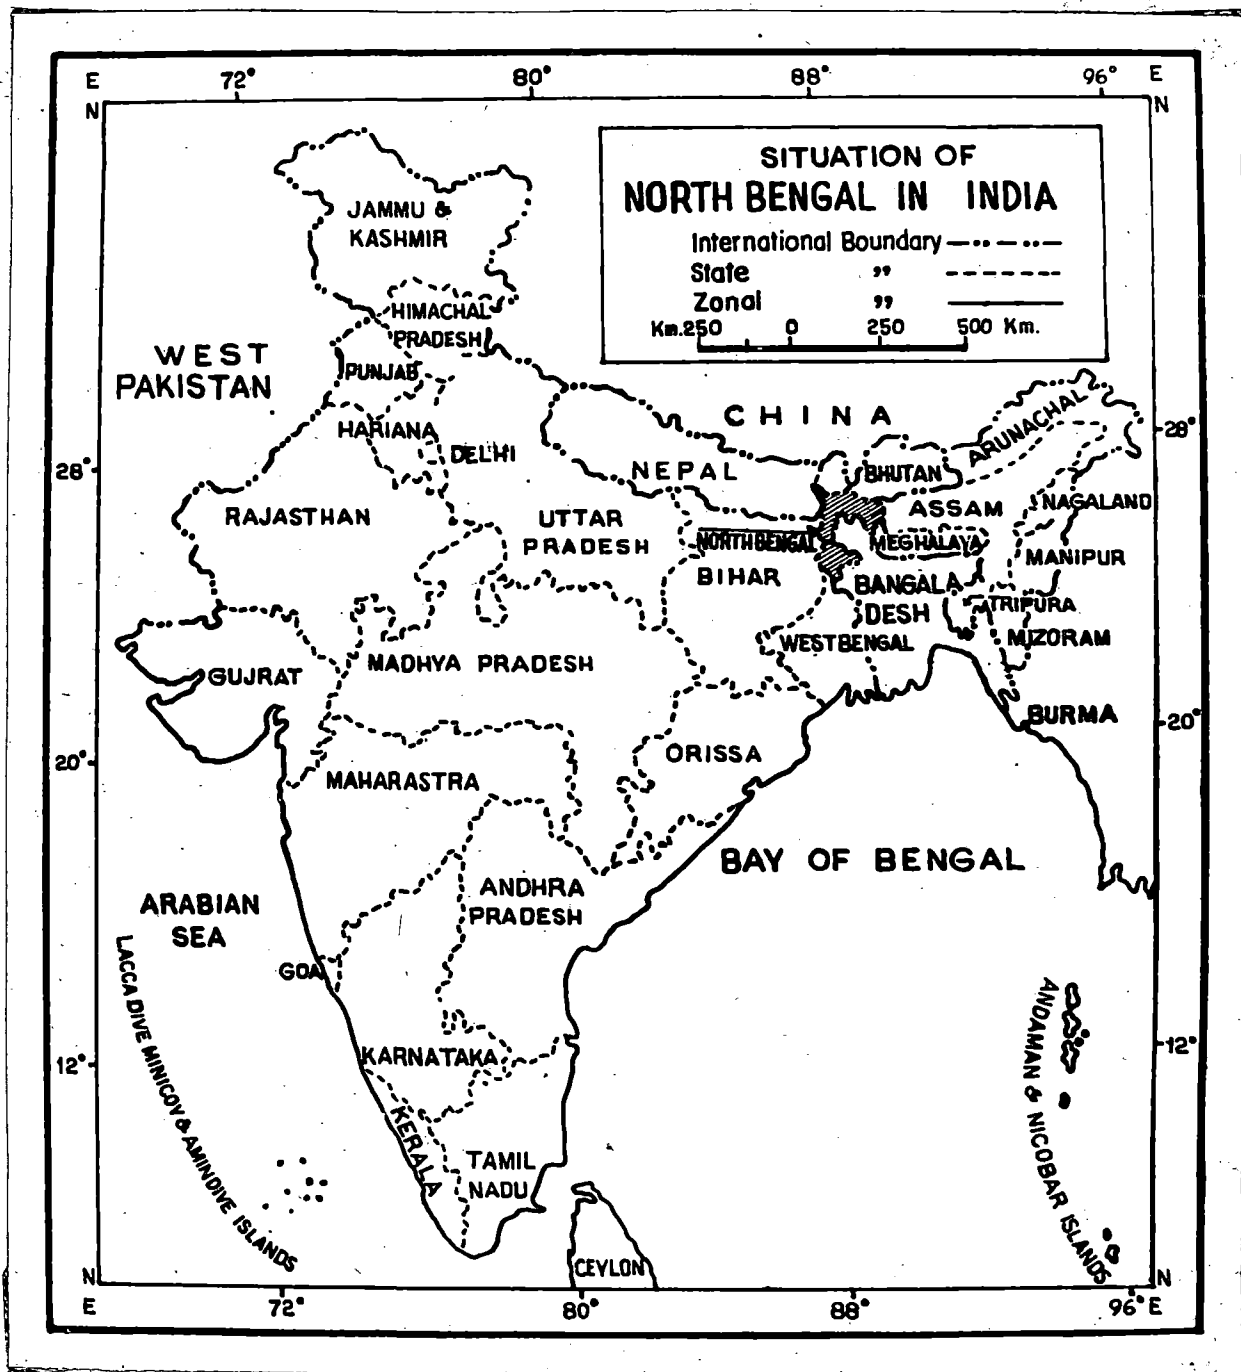 E 72° 80° 88° 96° E
N N
SITUATION OF
NORTH BENGAL IN INDIA
International Boundary
State ,,
Zonal ,,
Km.250 0 250 500 Km.
JAMMU &
KASHMIR
HIMACHAL
PRADESH
PUNJAB
WEST
PAKISTAN
HARIANA
DELHI
CHINA
NEPAL
BHUTAN
ARUNACHAL
28°
28°
RAJASTHAN
UTTAR
PRADESH
ASSAM
NAGALAND
NORTH BENGAL
MEGHALAYA
MANIPUR
BIHAR
BANGALA
DESH
TRIPURA
MIZORAM
WESTBENGAL
GUJRAT
MADHYA PRADESH
BURMA
20°
20°
ORISSA
MAHARASTRA
BAY OF BENGAL
ANDHRA
PRADESH
ARABIAN
SEA
GOA
LACCADIVE MINICOY & AMINDIVE ISLANDS
ANDAMAN & NICOBAR ISLANDS
12°
12°
KARNATAKA
KERALA
TAMIL
NADU
CEYLON
N N
E 72° 80° 88° 96° E